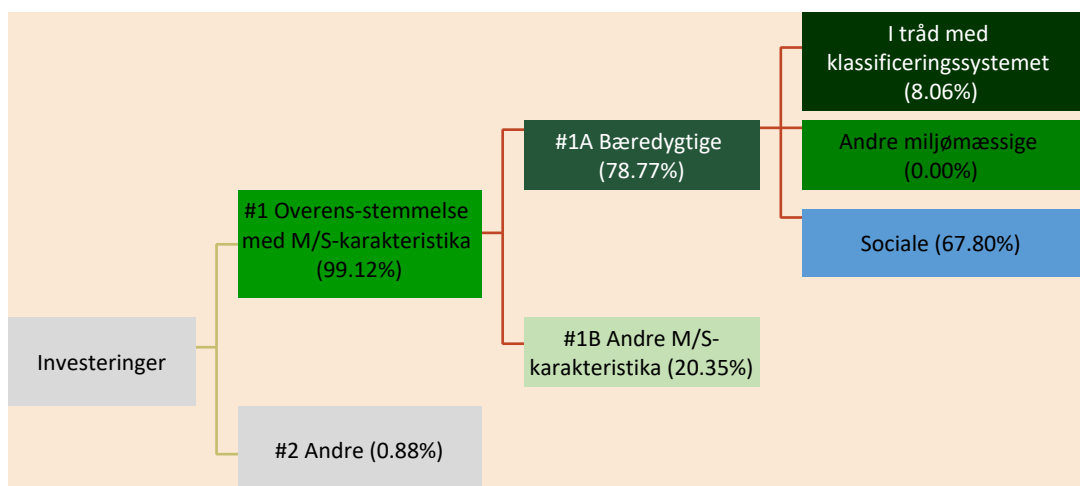 I tråd med
klassificeringssystemet
(8.06%)
#1A Bæredygtige
(78.77%)
Andre miljømæssige
(0.00%)
#1 Overens-stemmelse
med M/S-karakteristika
(99.12%)
Sociale (67.80%)
Investeringer
#1B Andre M/S-
karakteristika (20.35%)
#2 Andre (0.88%)